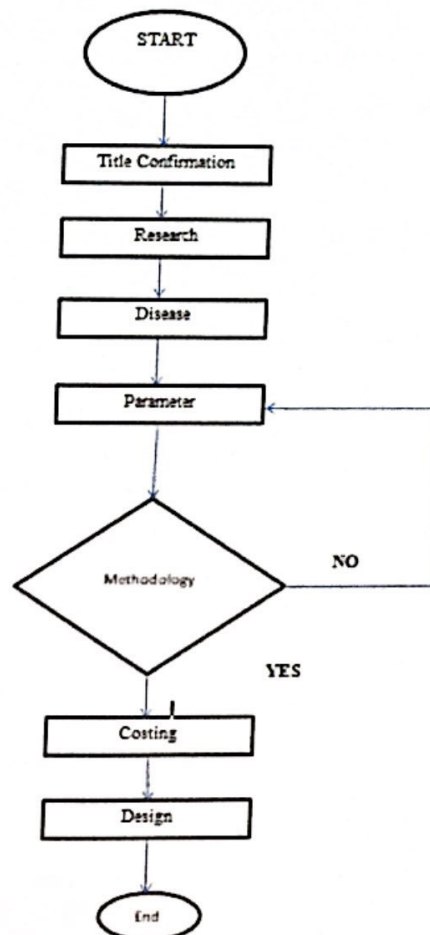 START
Title Confirmation
Research
Disease
Parameter
Methodology
NO
YES
Costing
Design
End